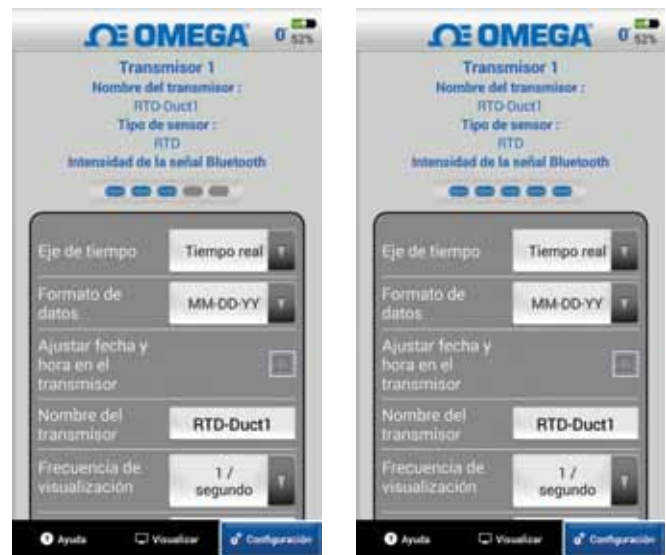 OMEGA
52%
Transmisor 1
Nombre del transmisor :
RTD-Duct1
Tipo de sensor :
RTD
Intensidad de la señal Bluetooth
Eje de tiempo
Tiempo real
Formato de
datos
MM-DD-YY
Ajustar fecha y
hora en el
transmisor
Nombre del
transmisor
RTD-Duct1
Frecuencia de
visualización
1 /
segundo
Ayuda
Visualizar
Configuración
OMEGA
52%
Transmisor 1
Nombre del transmisor :
RTD-Duct1
Tipo de sensor :
RTD
Intensidad de la señal Bluetooth
Eje de tiempo
Tiempo real
Formato de
datos
MM-DD-YY
Ajustar fecha y
hora en el
transmisor
Nombre del
transmisor
RTD-Duct1
Frecuencia de
visualización
1 /
segundo
Ayuda
Visualizar
Configuración